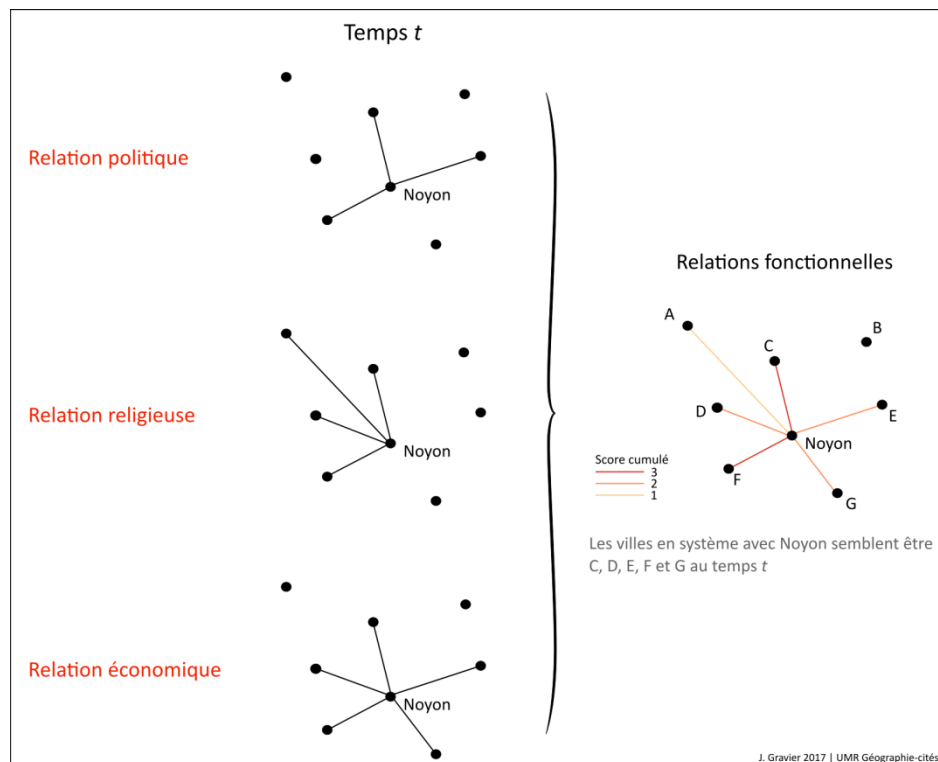 Temps t
Relation politique
Noyon
Relation religieuse
Noyon
Relation économique
Noyon
Relations fonctionnelles
A
B
C
D
E
Noyon
F
G
Score cumulé
3
2
1
Les villes en système avec Noyon semblent être
C, D, E, F et G au temps t
J. Gravier 2017 | UMR Géographie-cités